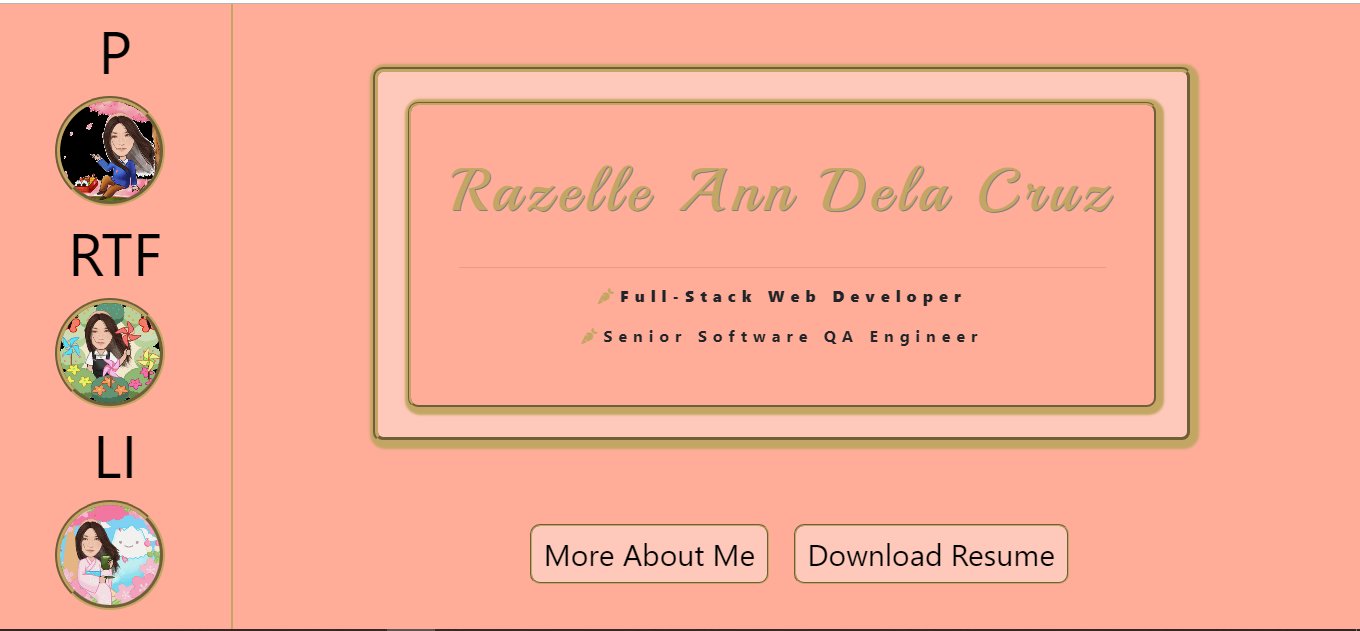 P
RTF
LI
Razelle Ann Dela Cruz
Full-Stack Web Developer
Senior Software QA Engineer
More About Me
Download Resume